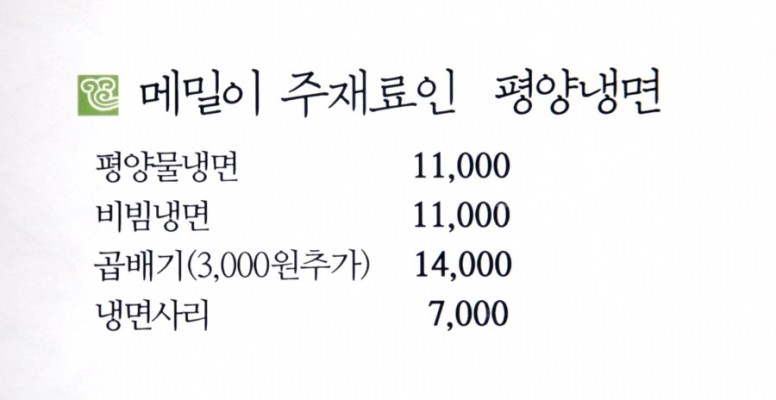 메밀이 주재료인 평양냉면
평양물냉면 11,000
비빔냉면 11,000
곱배기(3,000원추가) 14,000
냉면사리 7,000